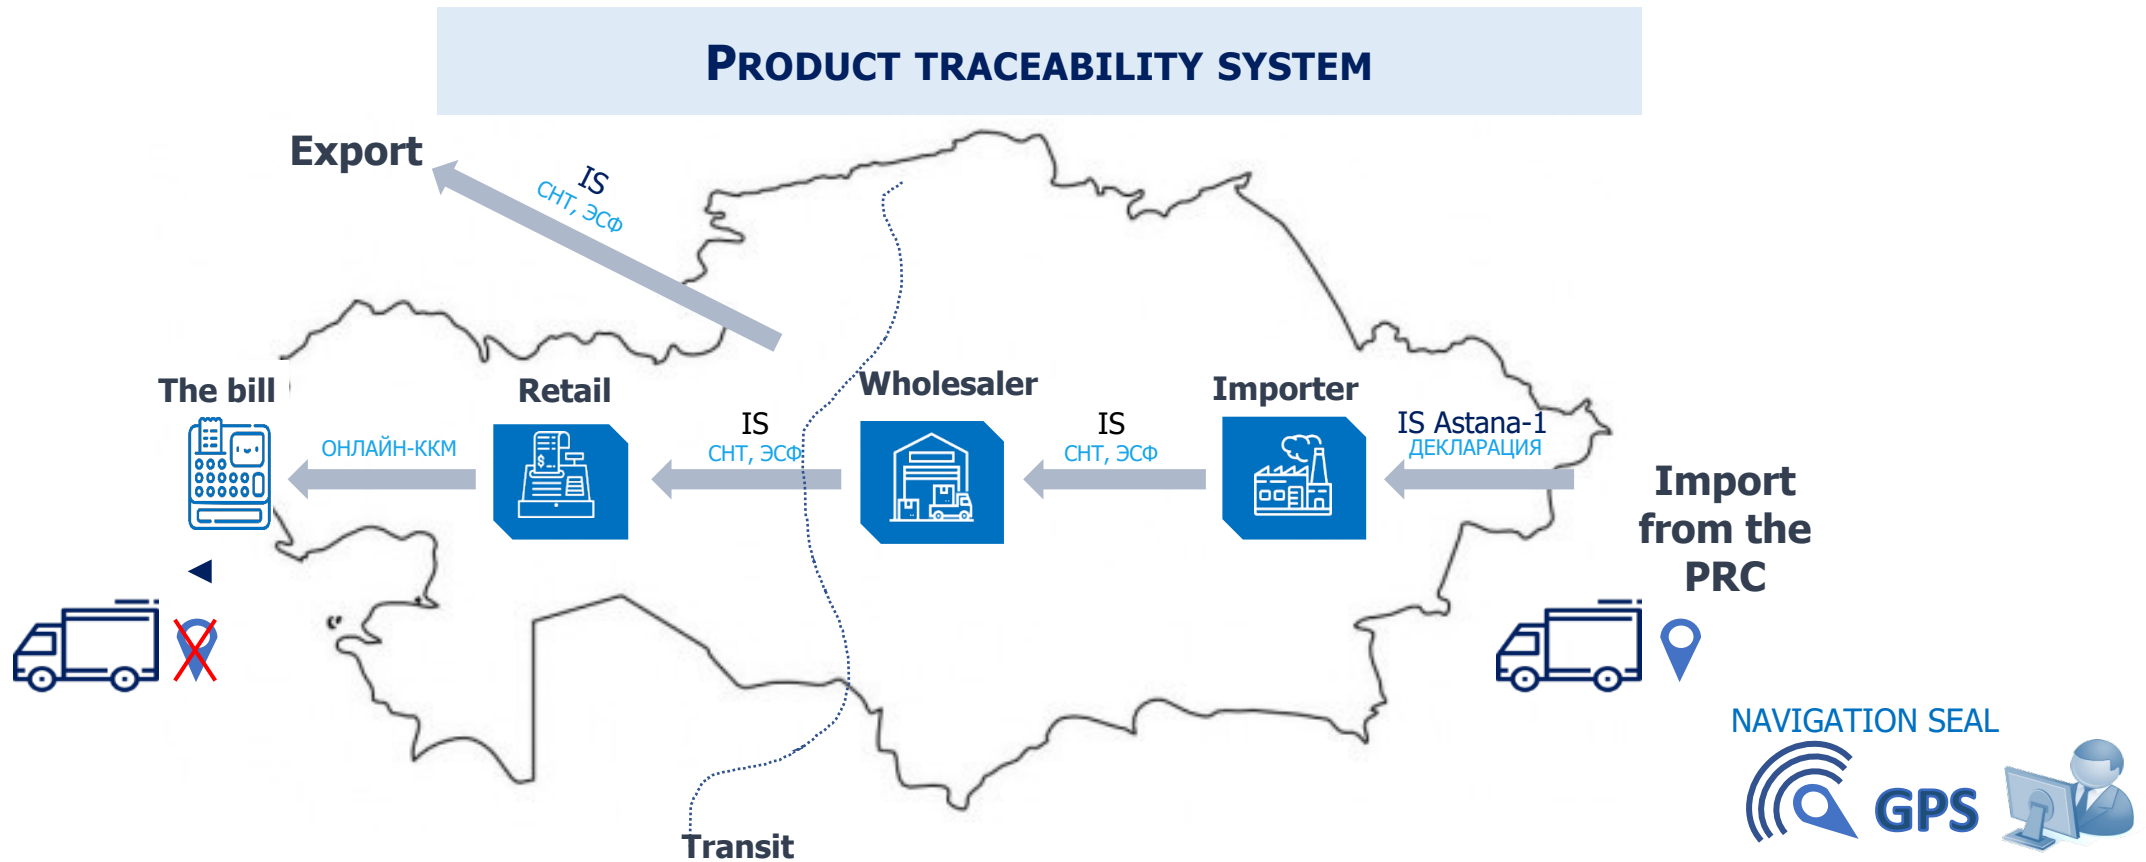 PRODUCT TRACEABILITY SYSTEM
Export
IS
СНТ, ЭСФ
The bill
Retail
Wholesaler
Importer
ОНЛАЙН-ККМ
IS
СНТ, ЭСФ
IS
СНТ, ЭСФ
IS Astana-1
ДЕКЛАРАЦИЯ
Import
from the
PRC
NAVIGATION SEAL
GPS
Transit